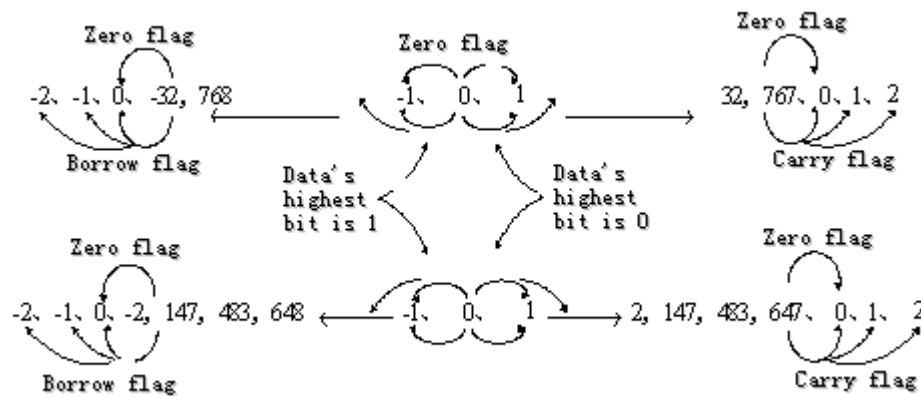 Zero flag
Zero flag
Zero flag
-2、-1、0、-32, 768
-1、 0、 1
32, 767、0、1、2
Borrow flag
Carry flag
Data's
highest
bit is 1
Data's
highest
bit is 0
Zero flag
Zero flag
-2、-1、0、-2, 147, 483, 648
-1、 0、 1
2, 147, 483, 647、 0、1、 2
Borrow flag
Carry flag